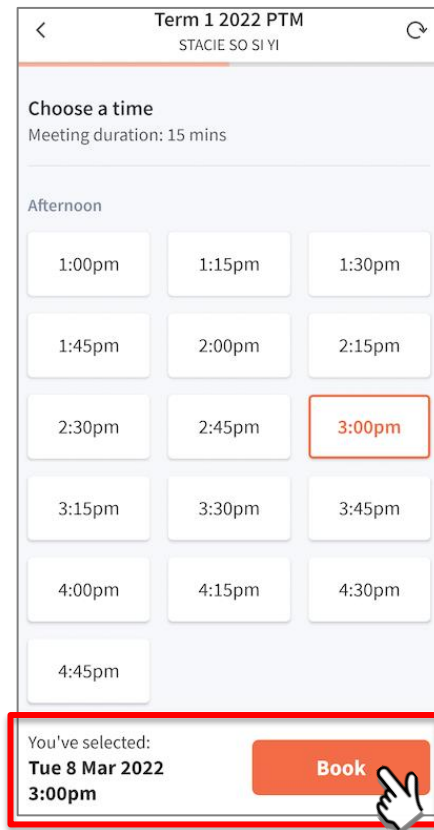 Term 1 2022 PTM
STACIE SO SI YI
Choose a time
Meeting duration: 15 mins
Afternoon
1:00pm 1:15pm 1:30pm
1:45pm 2:00pm 2:15pm
2:30pm 2:45pm 3:00pm
3:15pm 3:30pm 3:45pm
4:00pm 4:15pm 4:30pm
4:45pm
You've selected:
Tue 8 Mar 2022
3:00pm
Book